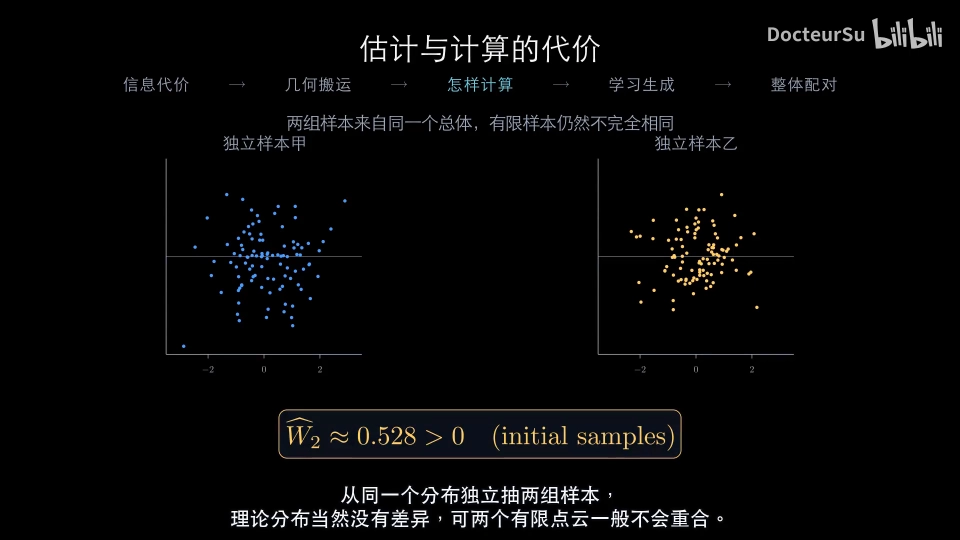 DocteurSu bilibili
估计与计算的代价
信息代价 → 几何搬运 → 怎样计算 → 学习生成 → 整体配对
两组样本来自同一个总体，有限样本仍然不完全相同
独立样本甲
独立样本乙
−2 0 2
−2 0 2
$\widehat{W}_2 \approx 0.528 > 0$ (initial samples)
从同一个分布独立抽两组样本，
理论分布当然没有差异，可两个有限点云一般不会重合。